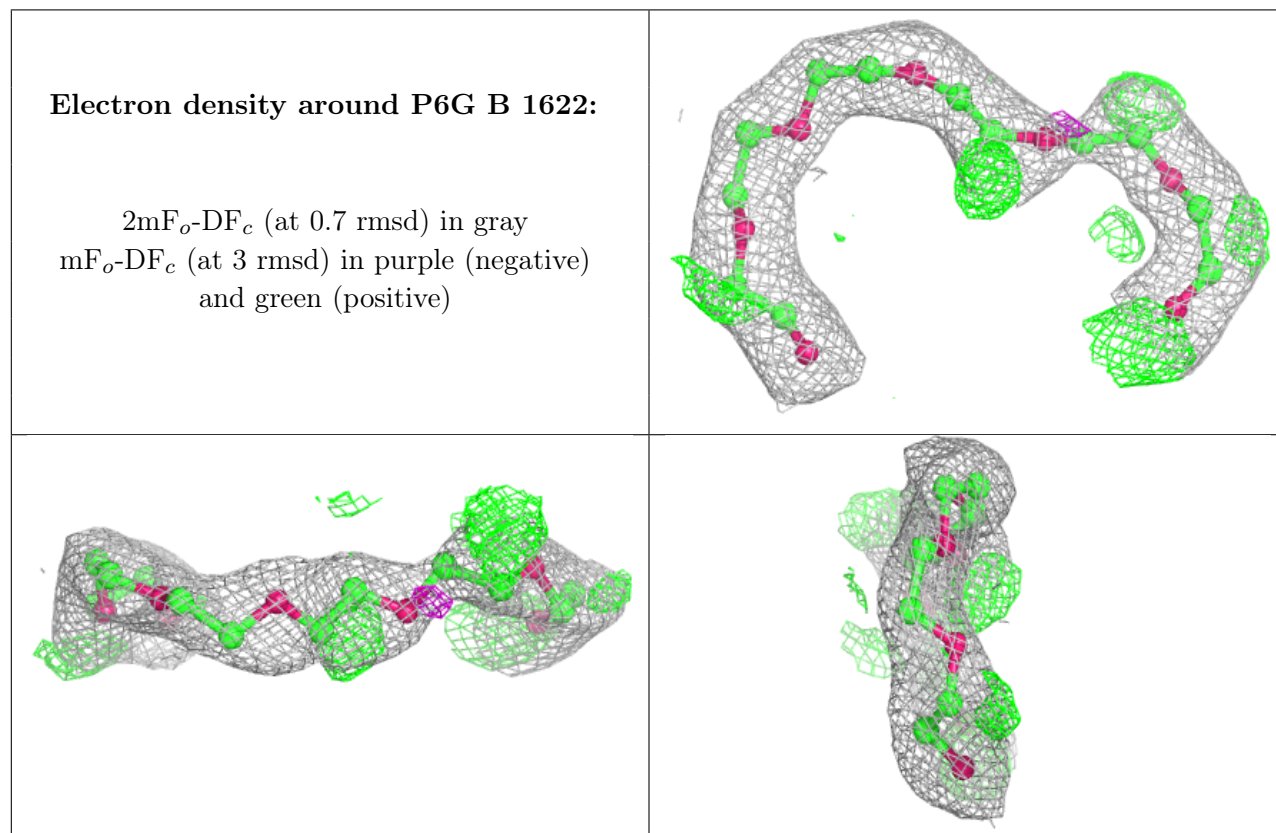 Electron density around P6G B 1622:
2mFₒ-DF𝒸 (at 0.7 rmsd) in gray
mFₒ-DF𝒸 (at 3 rmsd) in purple (negative)
and green (positive)